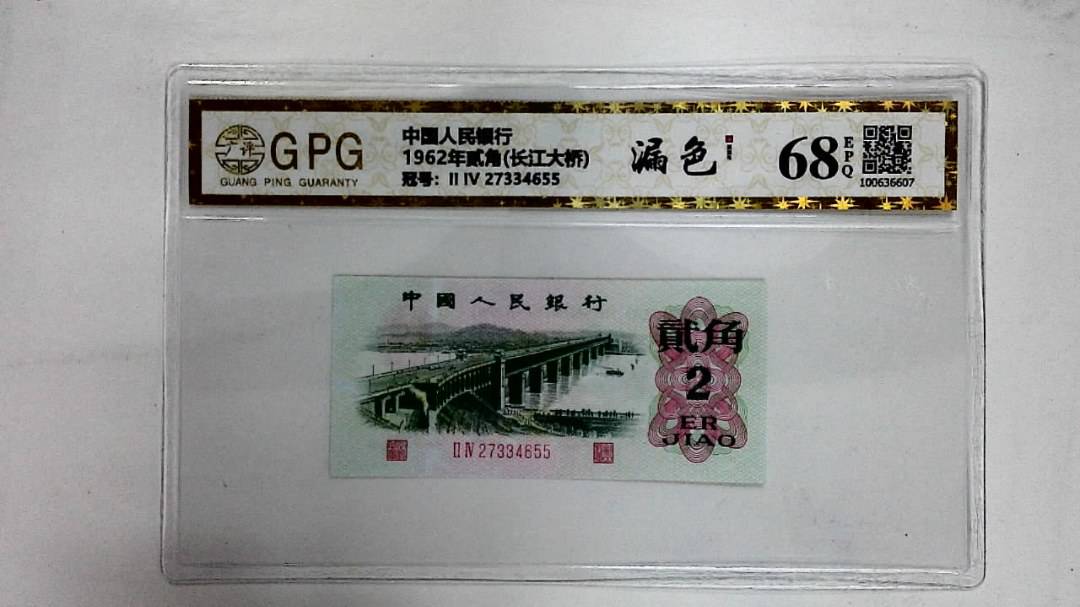 GPG
GUANG PING GUARANTY
中国人民银行
1962年贰角(长江大桥)
冠号: II IV 27334655
漏色
68 EPQ
100636607
中國人民銀行
貳角
2
ER
JIAO
II IV 27334655